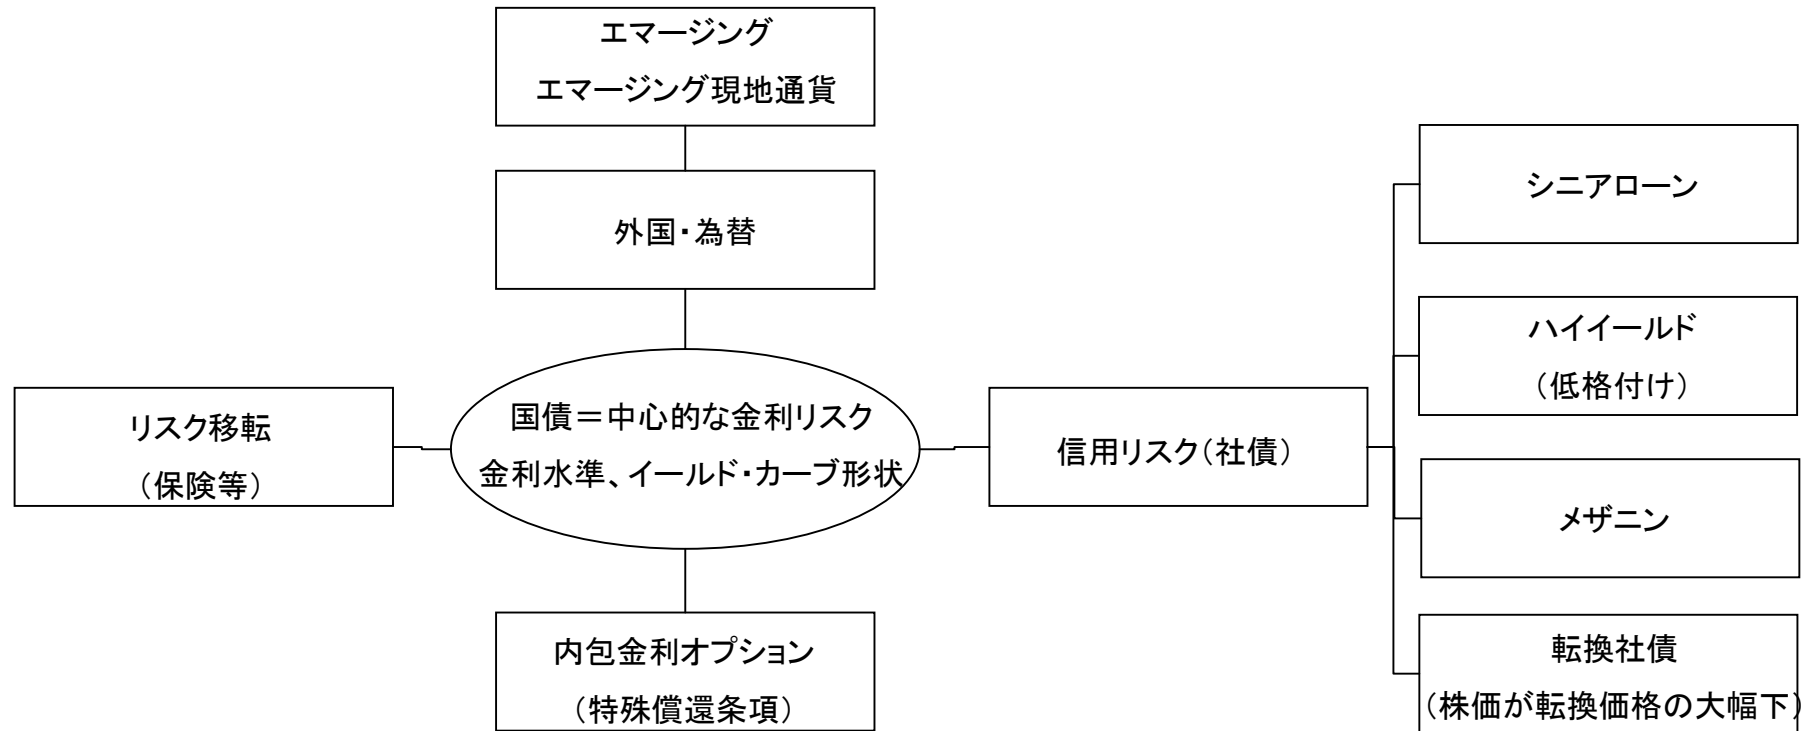 エマージング
エマージング現地通貨
外国・為替
国債＝中心的な金利リスク
金利水準、イールド・カーブ形状
リスク移転
（保険等）
内包金利オプション
（特殊償還条項）
信用リスク（社債）
シニアローン
ハイイールド
（低格付け）
メザニン
転換社債
（株価が転換価格の大幅下）